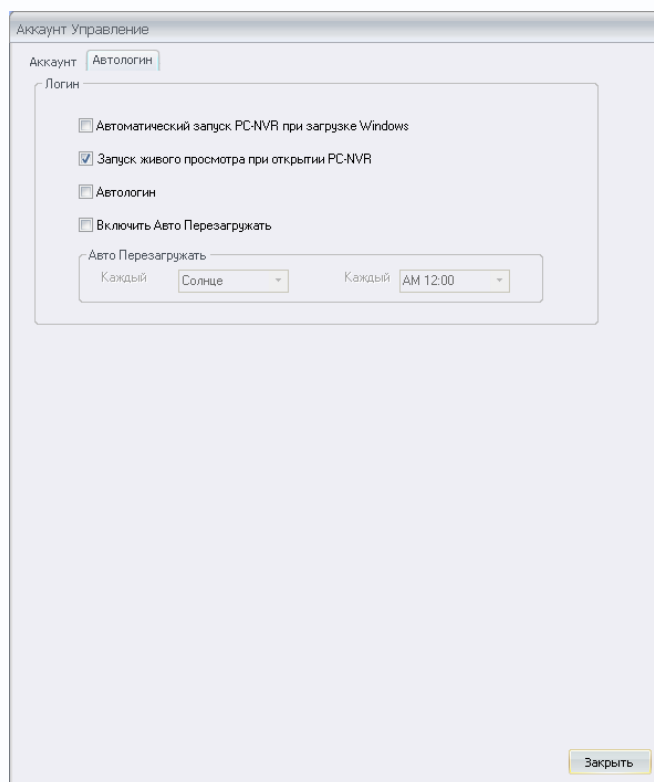 Аккаунт Управление
Аккаунт Автологин
Логин
Автоматический запуск PC-NVR при загрузке Windows
Запуск живого просмотра при открытии PC-NVR
Автологин
Включить Авто Перезагружать
Авто Перезагружать
Каждый Солнце Каждый AM 12:00
Закрыть